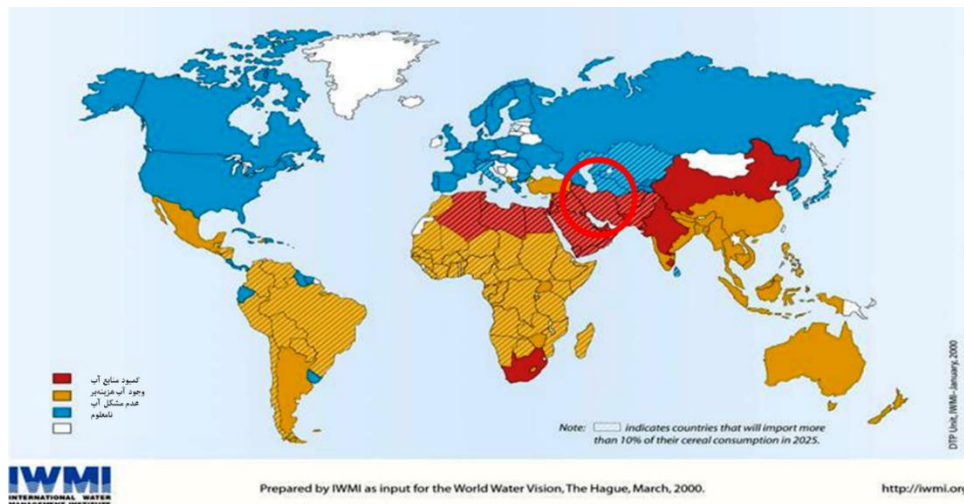 کمبود منابع آب
وجود آب هزینه‌بر
عدم مشکل آب
نامعلوم
Note: indicates countries that will import more
than 10% of their cereal consumption in 2025.
DTP Unit, IWMI-January, 2000
IWMI
INTERNATIONAL WATER
MANAGEMENT INSTITUTE
Prepared by IWMI as input for the World Water Vision, The Hague, March, 2000.
http://iwmi.org